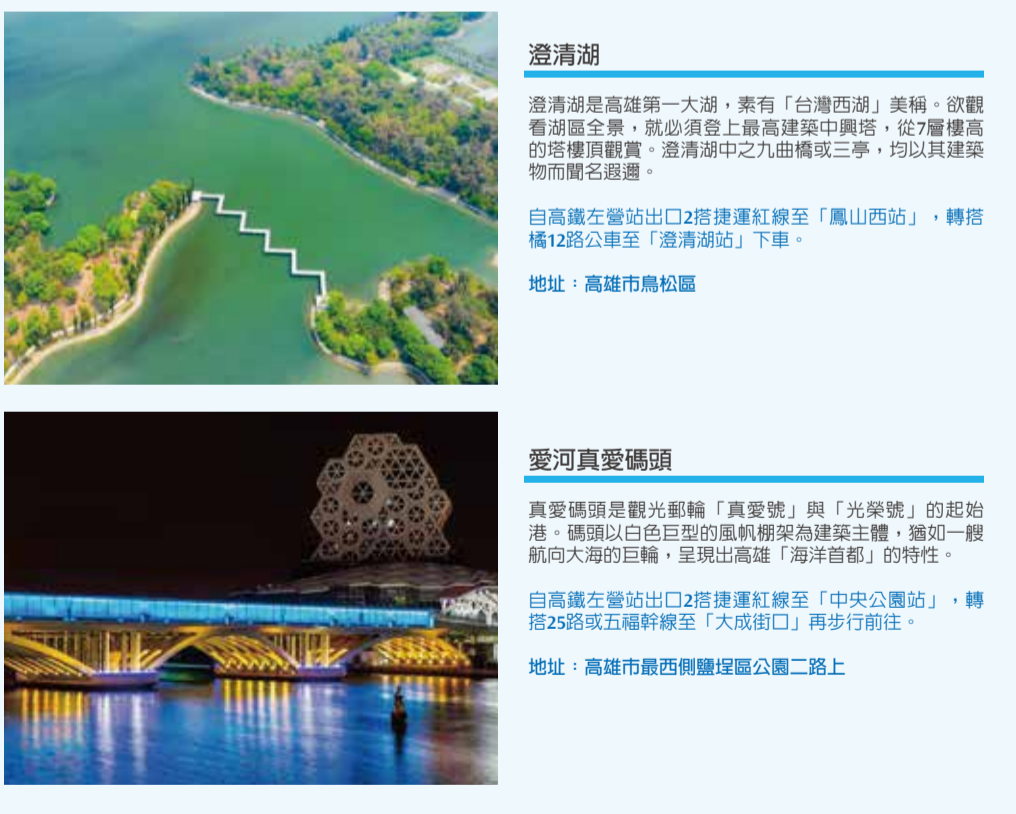 澄清湖
澄清湖是高雄第一大湖，素有「台灣西湖」美稱。欲觀
看湖區全景，就必須登上最高建築中興塔，從7層樓高
的塔樓頂觀賞。澄清湖中之九曲橋或三亭，均以其建築
物而聞名遐邇。
自高鐵左營站出口2搭捷運紅線至「鳳山西站」，轉搭
橘12路公車至「澄清湖站」下車。
地址：高雄市鳥松區
愛河真愛碼頭
真愛碼頭是觀光郵輪「真愛號」與「光榮號」的起始
港。碼頭以白色巨型的風帆棚架為建築主體，猶如一艘
航向大海的巨輪，呈現出高雄「海洋首都」的特性。
自高鐵左營站出口2搭捷運紅線至「中央公園站」，轉
搭25路或五福幹線至「大成街口」再步行前往。
地址：高雄市最西側鹽埕區公園二路上